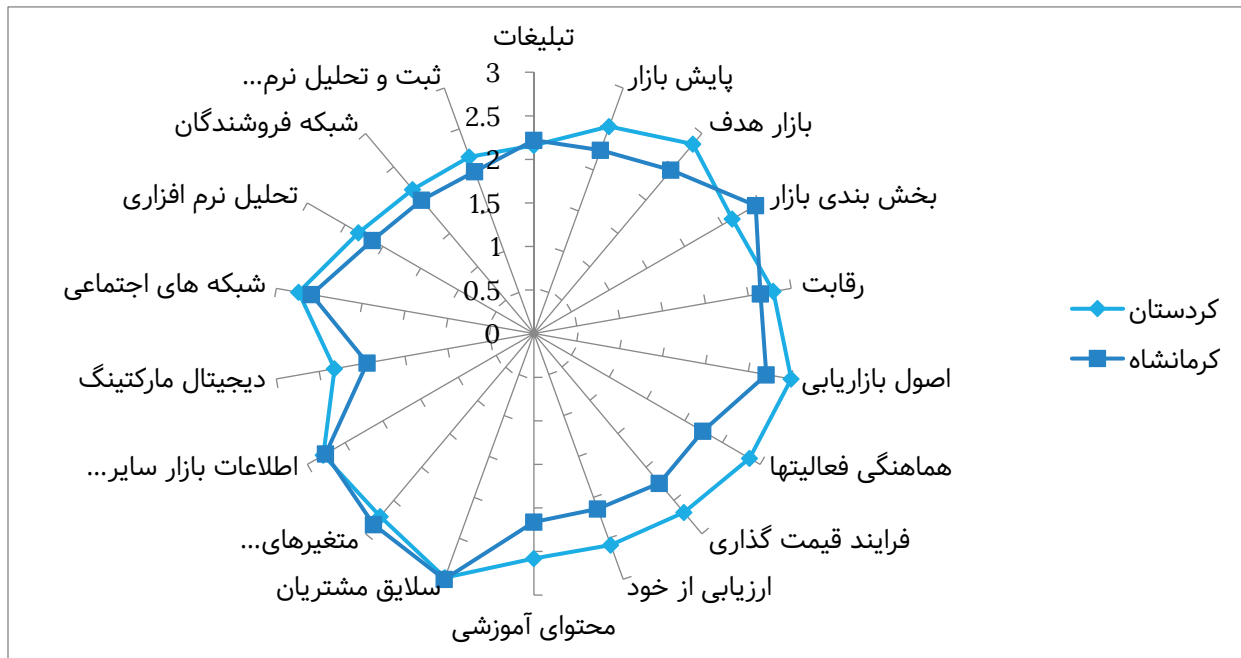 تبلیغات
پایش بازار
بازار هدف
بخش بندی بازار
رقابت
اصول بازاریابی
هماهنگی فعالیتها
فرایند قیمت گذاری
ارزیابی از خود
محتوای آموزشی
سلایق مشتریان
متغیرهای...
اطلاعات بازار سایر...
دیجیتال مارکتینگ
شبکه های اجتماعی
تحلیل نرم افزاری
شبکه فروشندگان
ثبت و تحلیل نرم...
3
2.5
2
1.5
1
0.5
0
کردستان
کرمانشاه